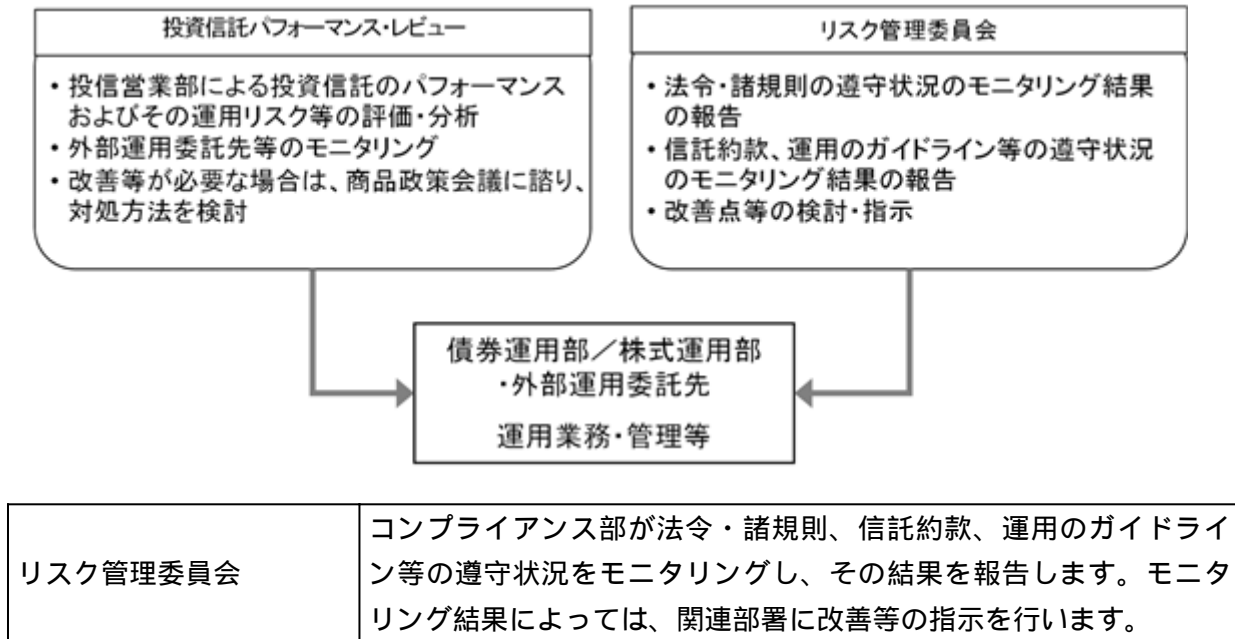 投資信託パフォーマンス・レビュー
・投信営業部による投資信託のパフォーマンス
およびその運用リスク等の評価・分析
・外部運用委託先等のモニタリング
・改善等が必要な場合は、商品政策会議に諮り、
対処方法を検討
リスク管理委員会
・法令・諸規則の遵守状況のモニタリング結果
の報告
・信託約款、運用のガイドライン等の遵守状況
のモニタリング結果の報告
・改善点等の検討・指示
債券運用部／株式運用部
・外部運用委託先
運用業務・管理等
リスク管理委員会
コンプライアンス部が法令・諸規則、信託約款、運用のガイドライ
ン等の遵守状況をモニタリングし、その結果を報告します。モニタ
リング結果によっては、関連部署に改善等の指示を行います。